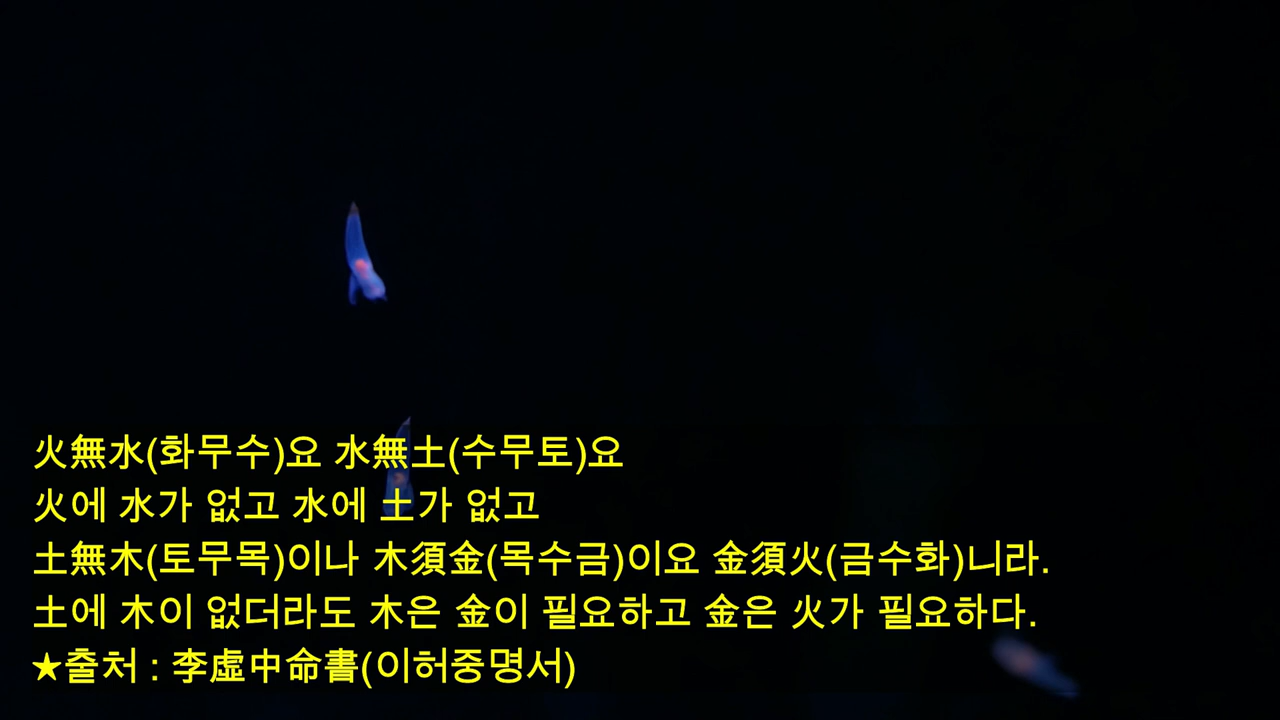 火無水(화무수)요 水無土(수무토)요
火에 水가 없고 水에 土가 없고
土無木(토무목)이나 木須金(목수금)이요 金須火(금수화)니라.
土에 木이 없더라도 木은 金이 필요하고 金은 火가 필요하다.
★출처 : 李虛中命書(이허중명서)